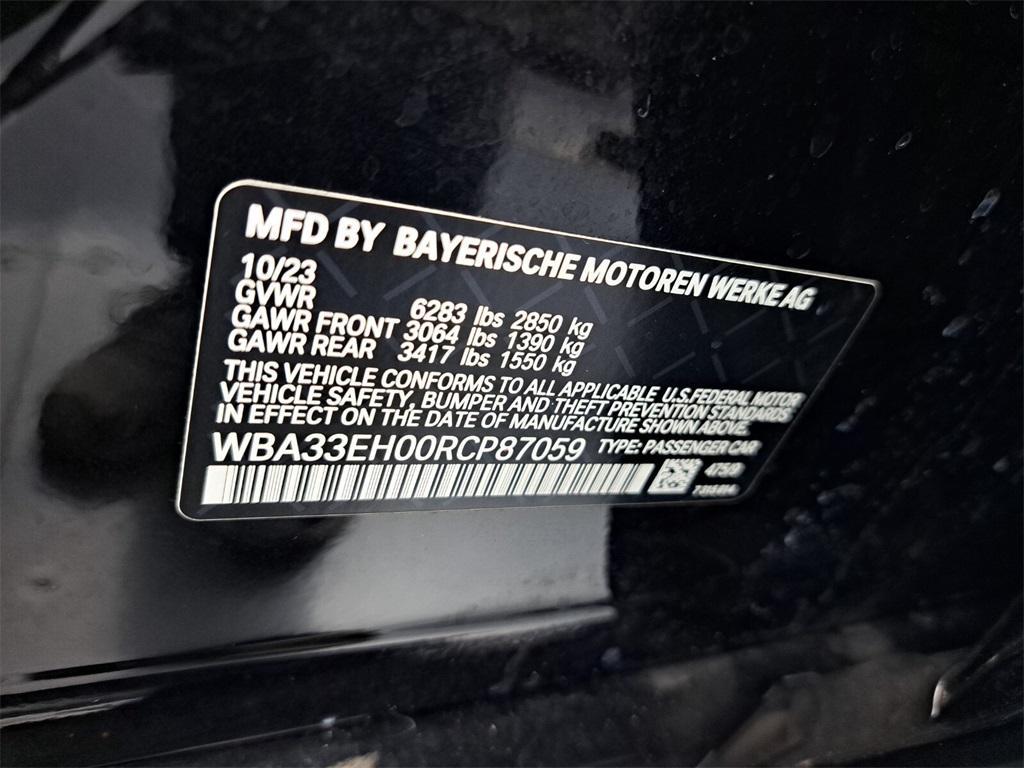 MFD BY BAYERISCHE MOTOREN WERKE AG
10/23
GVWR 6283 lbs 2850 kg
GAWR FRONT 3064 lbs 1390 kg
GAWR REAR 3417 lbs 1550 kg
THIS VEHICLE CONFORMS TO ALL APPLICABLE U.S.FEDERAL MOTOR
VEHICLE SAFETY, BUMPER AND THEFT PREVENTION STANDARDS
IN EFFECT ON THE DATE OF MANUFACTURE SHOWN ABOVE.
WBA33EH00RCP87059 TYPE: PASSENGER CAR